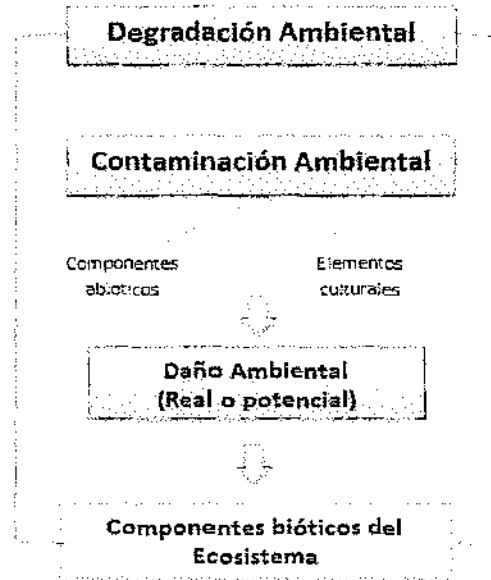 Degradación Ambiental
Contaminación Ambiental
Componentes
abióticos
Elementos
culturales
Daño Ambiental
(Real o potencial)
Componentes bióticos del
Ecosistema